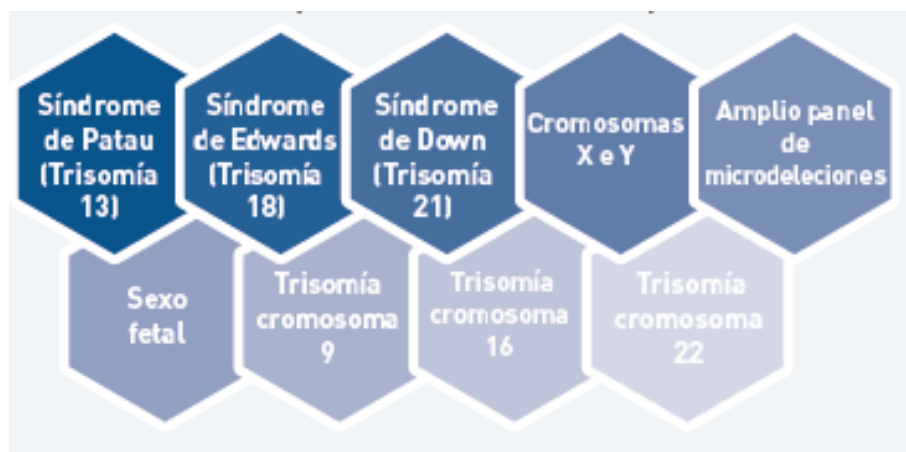 Síndrome
de Patau
(Trisomía
13)
Síndrome
de Edwards
(Trisomía
18)
Síndrome
de Down
(Trisomía
21)
Cromosomas
X e Y
Amplio panel
de
microdeleciones
Sexo
fetal
Trisomía
cromosoma
9
Trisomía
cromosoma
16
Trisomía
cromosoma
22